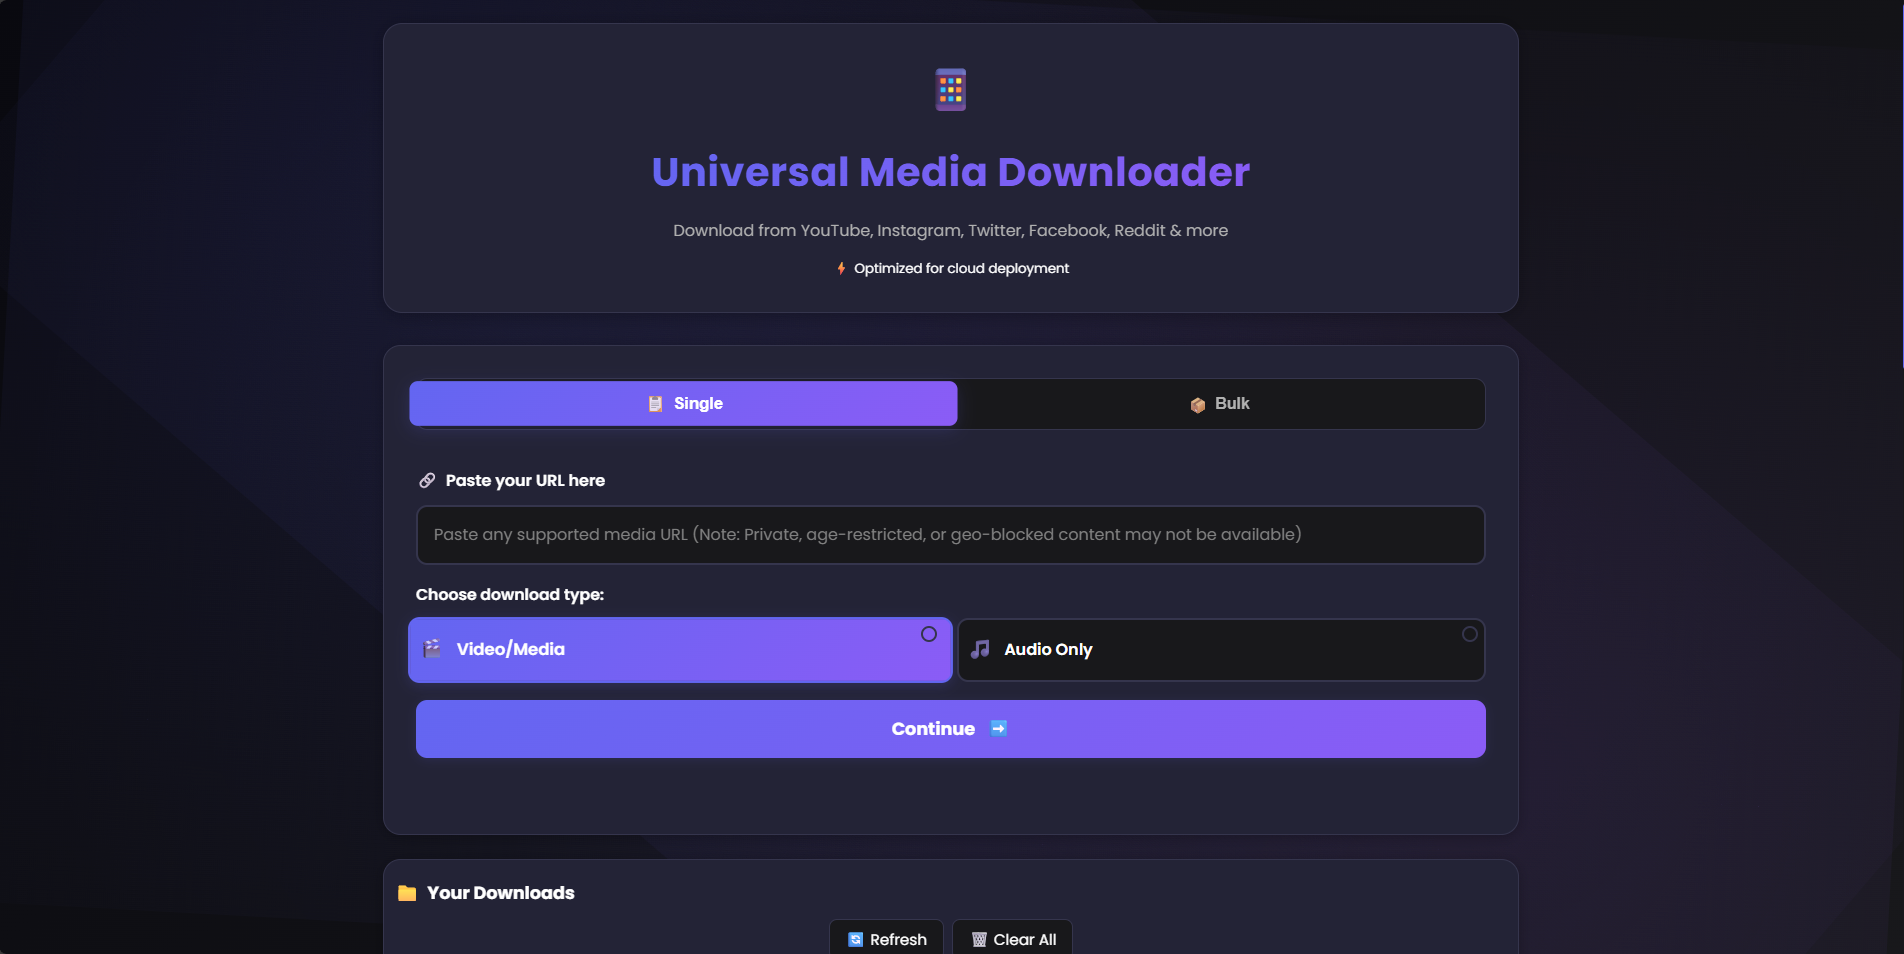 Universal Media Downloader
Download from YouTube, Instagram, Twitter, Facebook, Reddit & more
Optimized for cloud deployment
Single
Bulk
Paste your URL here
Paste any supported media URL (Note: Private, age-restricted, or geo-blocked content may not be available)
Choose download type:
Video/Media
Audio Only
Continue
Your Downloads
Refresh
Clear All